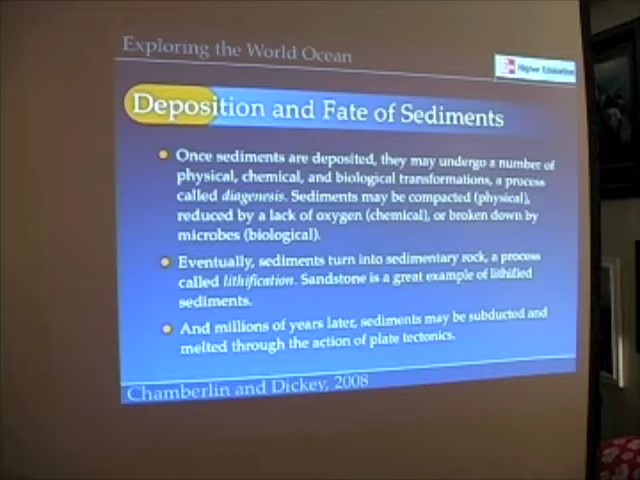 Exploring the World Ocean
Higher Education
Deposition and Fate of Sediments
Once sediments are deposited, they may undergo a number of
physical, chemical, and biological transformations, a process
called diagenesis. Sediments may be compacted (physical),
reduced by a lack of oxygen (chemical), or broken down by
microbes (biological).
Eventually, sediments turn into sedimentary rock, a process
called lithification. Sandstone is a great example of lithified
sediments.
And millions of years later, sediments may be subducted and
melted through the action of plate tectonics.
Chamberlin and Dickey, 2008